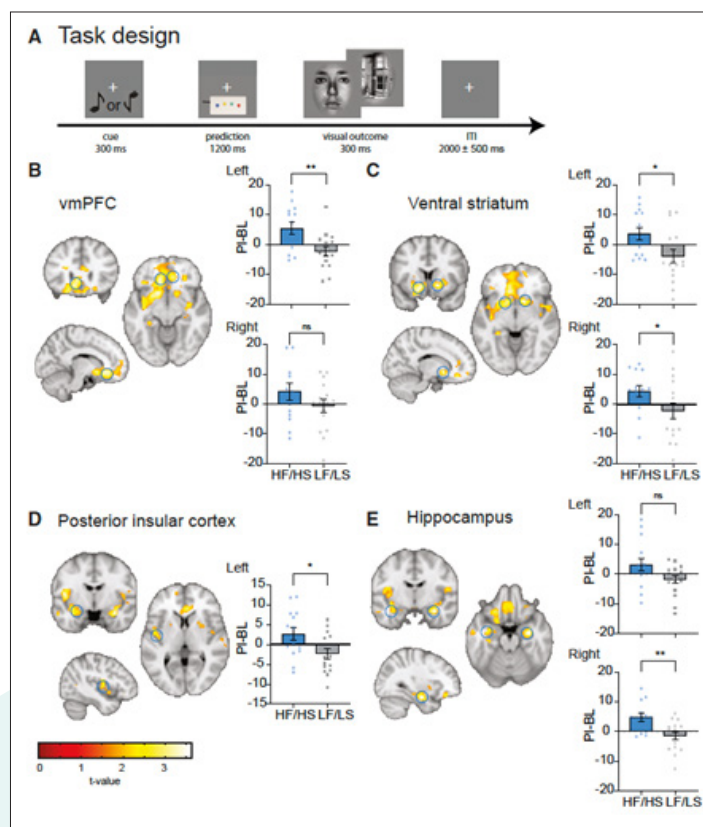 A Task design
or
cue
300 ms
prediction
1200 ms
visual outcome
300 ms
ITI
2000 ± 500 ms
B
vmPFC
Left
**
20
10
0
-10
-20
PI-BL
Right
ns
20
10
0
-10
-20
PI-BL
HF/HS LF/LS
C
Ventral striatum
Left
*
20
10
0
-10
-20
PI-BL
Right
*
20
10
0
-10
-20
PI-BL
HF/HS LF/LS
D
Posterior insular cortex
Left
*
15
10
5
0
-5
-10
-15
PI-BL
HF/HS LF/LS
0 1 2 3
t-value
E
Hippocampus
Left
ns
20
10
0
-10
-20
PI-BL
Right
**
20
10
0
-10
-20
PI-BL
HF/HS LF/LS